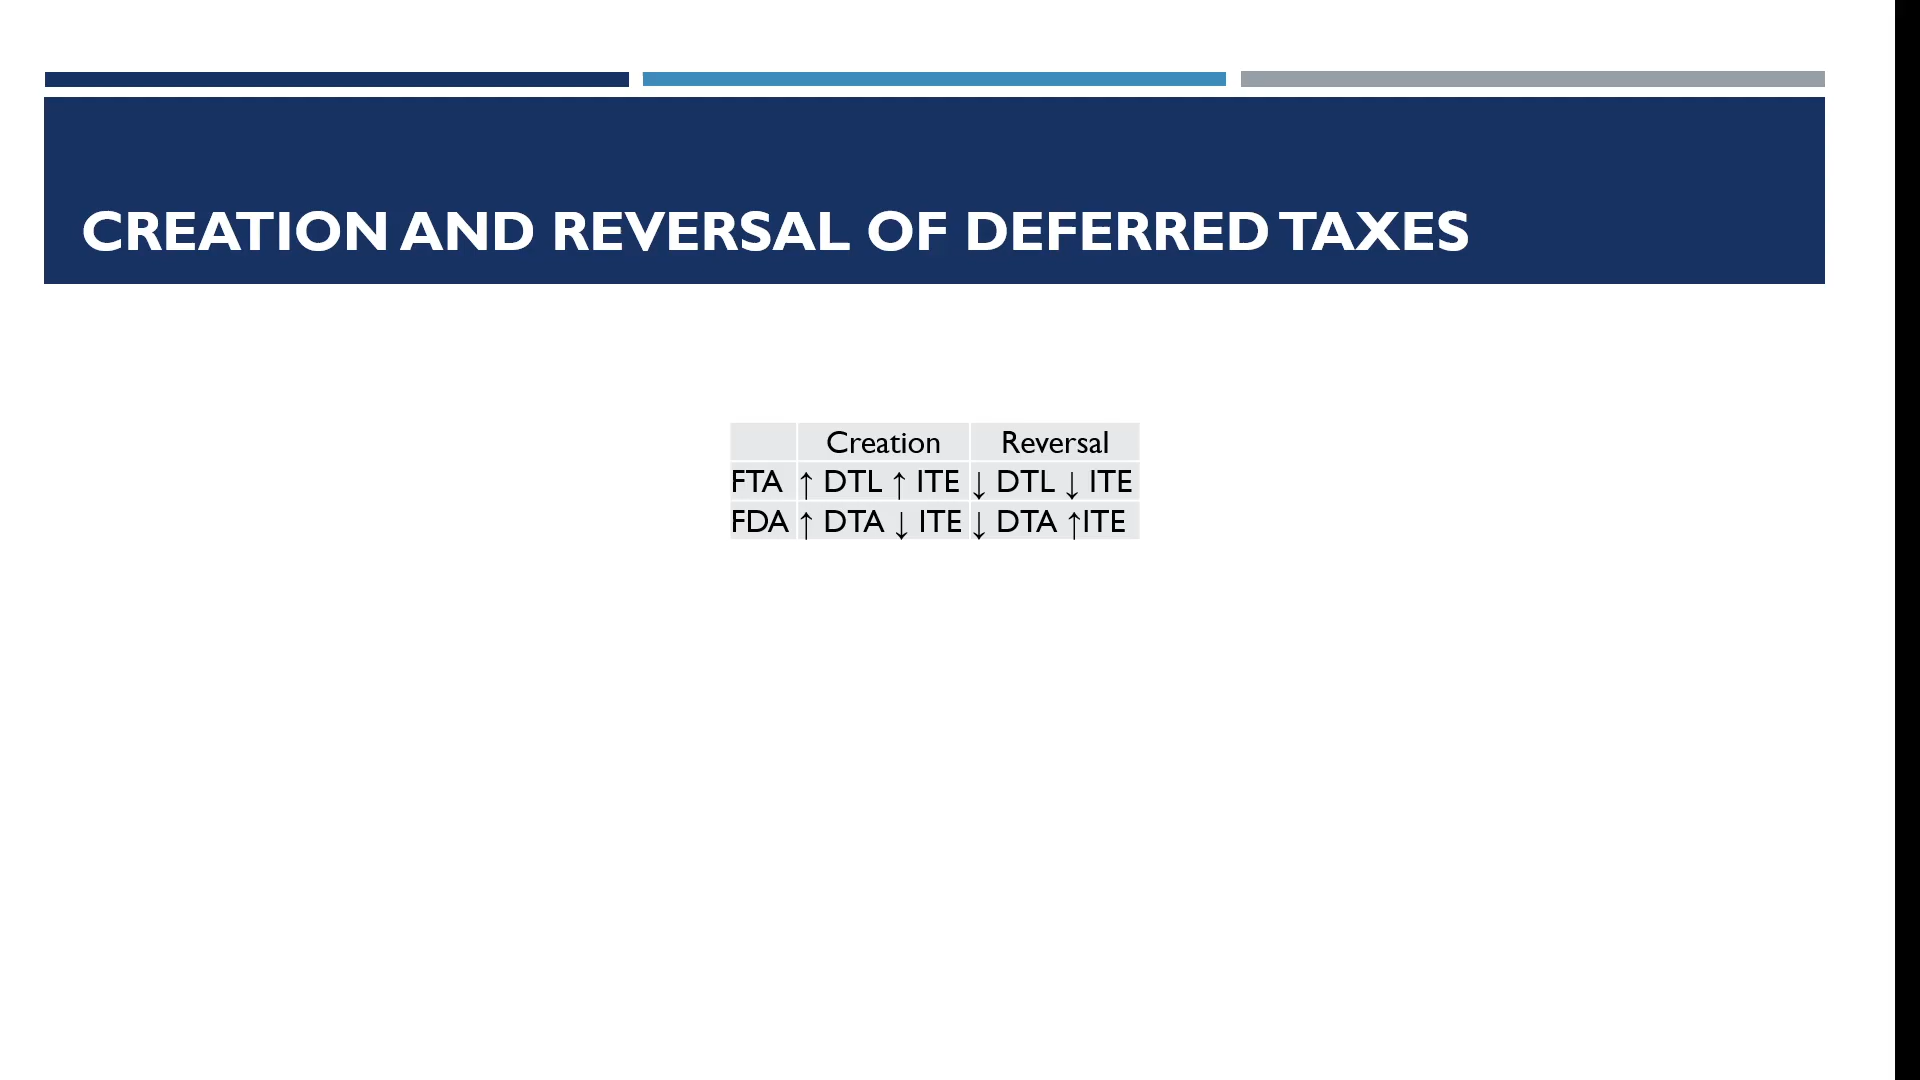 CREATION AND REVERSAL OF DEFERRED TAXES
Creation Reversal
FTA ↑ DTL ↑ ITE ↓ DTL ↓ ITE
FDA ↑ DTA ↓ ITE ↓ DTA ↑ITE